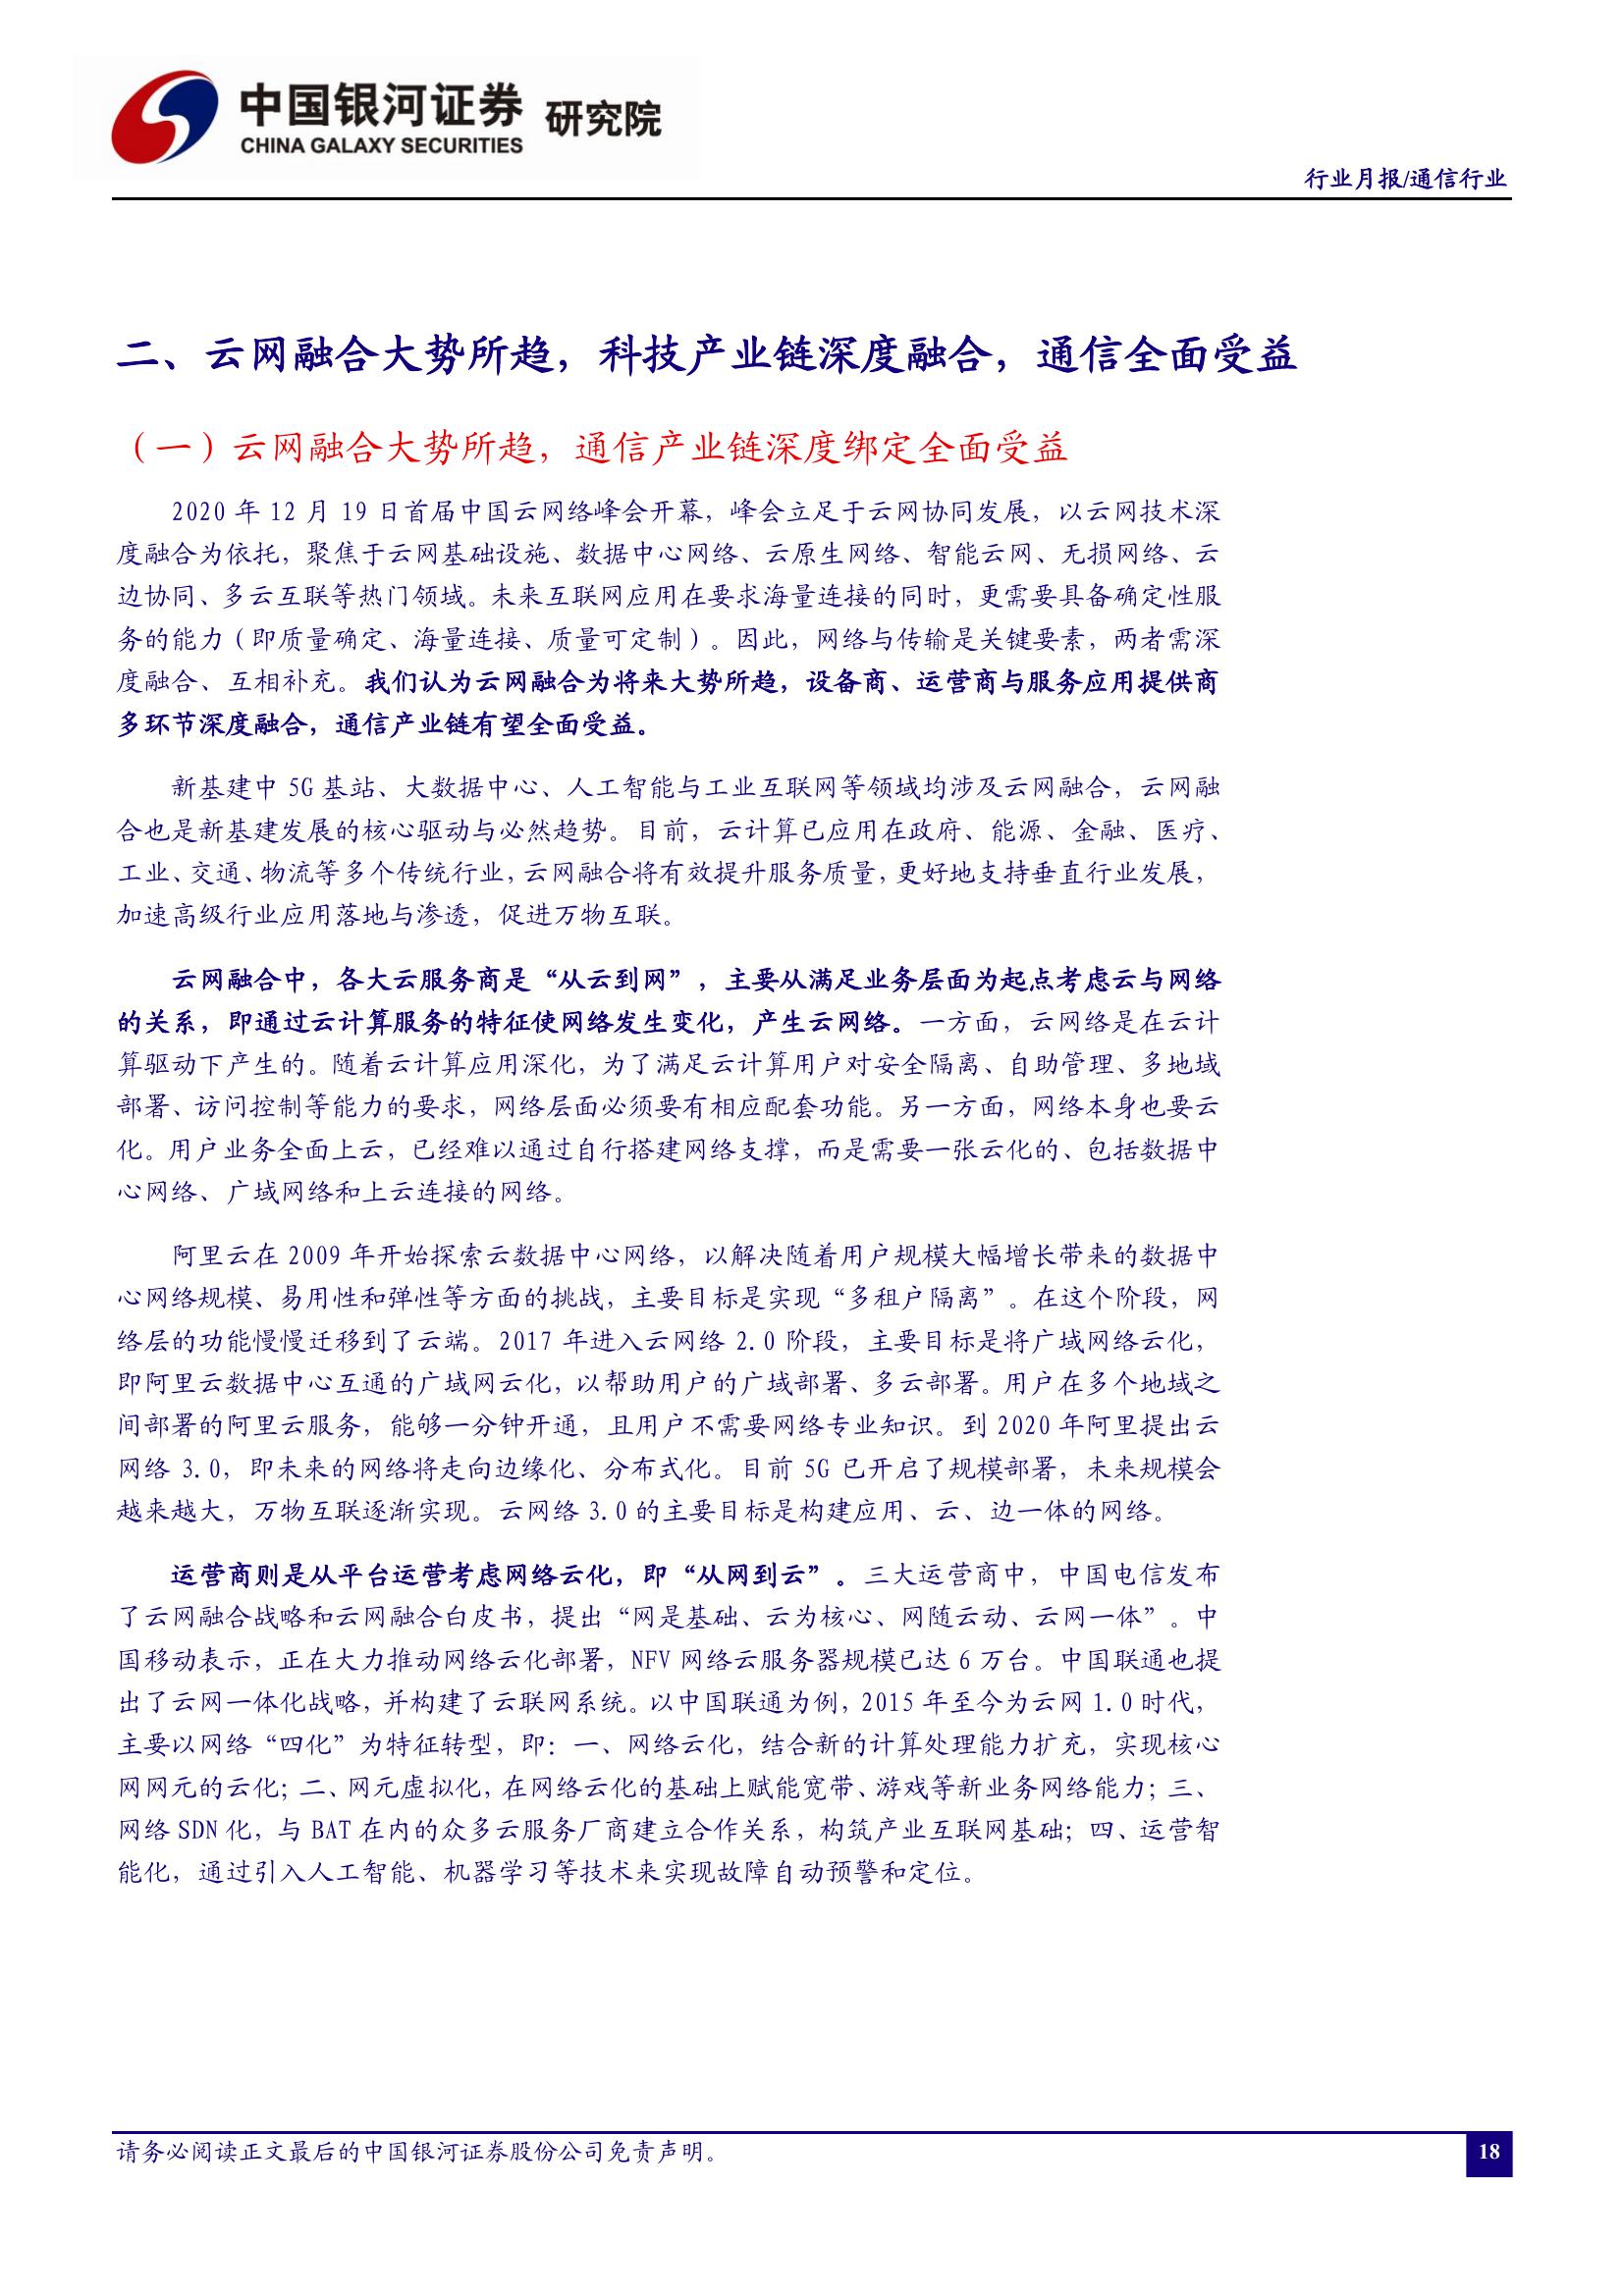 中国银河证券 研究院
CHINA GALAXY SECURITIES
行业月报/通信行业
二、云网融合大势所趋，科技产业链深度融合，通信全面受益
（一）云网融合大势所趋，通信产业链深度绑定全面受益
2020 年 12 月 19 日首届中国云网络峰会开幕，峰会立足于云网协同发展，以云网技术深
度融合为依托，聚焦于云网基础设施、数据中心网络、云原生网络、智能云网、无损网络、云
边协同、多云互联等热门领域。未来互联网应用在要求海量连接的同时，更需要具备确定性服
务的能力（即质量确定、海量连接、质量可定制）。因此，网络与传输是关键要素，两者需深
度融合、互相补充。我们认为云网融合为将来大势所趋，设备商、运营商与服务应用提供商
多环节深度融合，通信产业链有望全面受益。
新基建中 5G 基站、大数据中心、人工智能与工业互联网等领域均涉及云网融合，云网融
合也是新基建发展的核心驱动与必然趋势。目前，云计算已应用在政府、能源、金融、医疗、
工业、交通、物流等多个传统行业，云网融合将有效提升服务质量，更好地支持垂直行业发展，
加速高级行业应用落地与渗透，促进万物互联。
云网融合中，各大云服务商是“从云到网”，主要从满足业务层面为起点考虑云与网络
的关系，即通过云计算服务的特征使网络发生变化，产生云网络。一方面，云网络是在云计
算驱动下产生的。随着云计算应用深化，为了满足云计算用户对安全隔离、自助管理、多地域
部署、访问控制等能力的要求，网络层面必须要有相应配套功能。另一方面，网络本身也要云
化。用户业务全面上云，已经难以通过自行搭建网络支撑，而是需要一张云化的、包括数据中
心网络、广域网络和上云连接的网络。
阿里云在 2009 年开始探索云数据中心网络，以解决随着用户规模大幅增长带来的数据中
心网络规模、易用性和弹性等方面的挑战，主要目标是实现“多租户隔离”。在这个阶段，网
络层的功能慢慢迁移到了云端。2017 年进入云网络 2.0 阶段，主要目标是将广域网络云化，
即阿里云数据中心互通的广域网云化，以帮助用户的广域部署、多云部署。用户在多个地域之
间部署的阿里云服务，能够一分钟开通，且用户不需要网络专业知识。到 2020 年阿里提出云
网络 3.0，即未来的网络将走向边缘化、分布式化。目前 5G 已开启了规模部署，未来规模会
越来越大，万物互联逐渐实现。云网络 3.0 的主要目标是构建应用、云、边一体的网络。
运营商则是从平台运营考虑网络云化，即“从网到云”。三大运营商中，中国电信发布
了云网融合战略和云网融合白皮书，提出“网是基础、云为核心、网随云动、云网一体”。中
国移动表示，正在大力推动网络云化部署，NFV 网络云服务器规模已达 6 万台。中国联通也提
出了云网一体化战略，并构建了云联网系统。以中国联通为例，2015 年至今为云网 1.0 时代，
主要以网络“四化”为特征转型，即：一、网络云化，结合新的计算处理能力扩充，实现核心
网网元的云化；二、网元虚拟化，在网络云化的基础上赋能宽带、游戏等新业务网络能力；三、
网络 SDN 化，与 BAT 在内的众多云服务厂商建立合作关系，构筑产业互联网基础；四、运营智
能化，通过引入人工智能、机器学习等技术来实现故障自动预警和定位。
请务必阅读正文最后的中国银河证券股份公司免责声明。
18